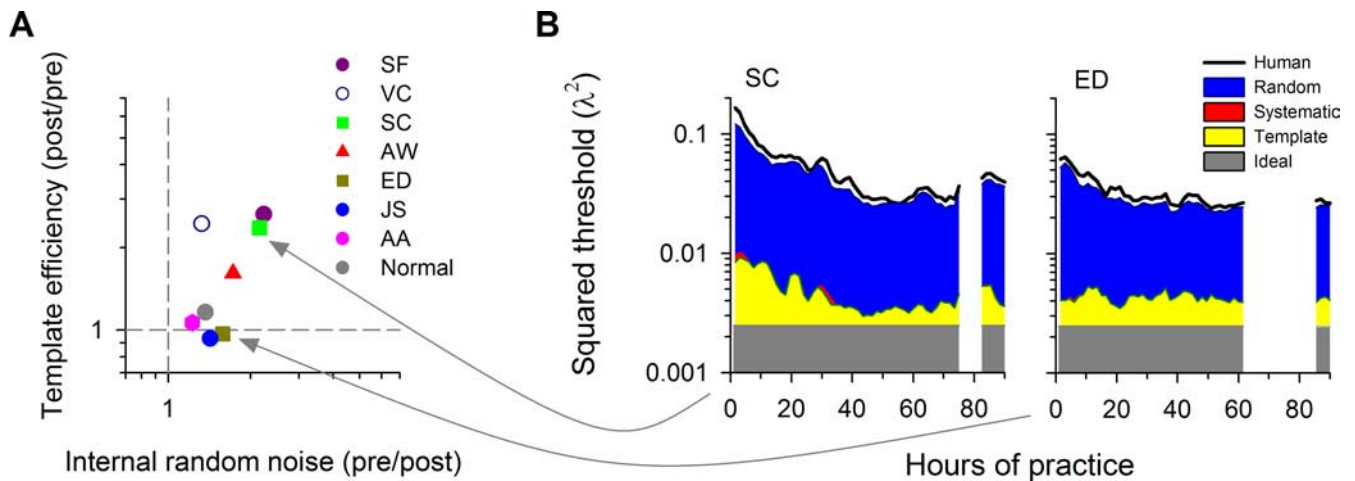 A
Template efficiency (post/pre)
1
1
Internal random noise (pre/post)
SF
VC
SC
AW
ED
JS
AA
Normal
B
Squared threshold (λ²)
0.1
0.01
0.001
SC
0 20 40 60 80
ED
0 20 40 60 80
Human
Random
Systematic
Template
Ideal
Hours of practice